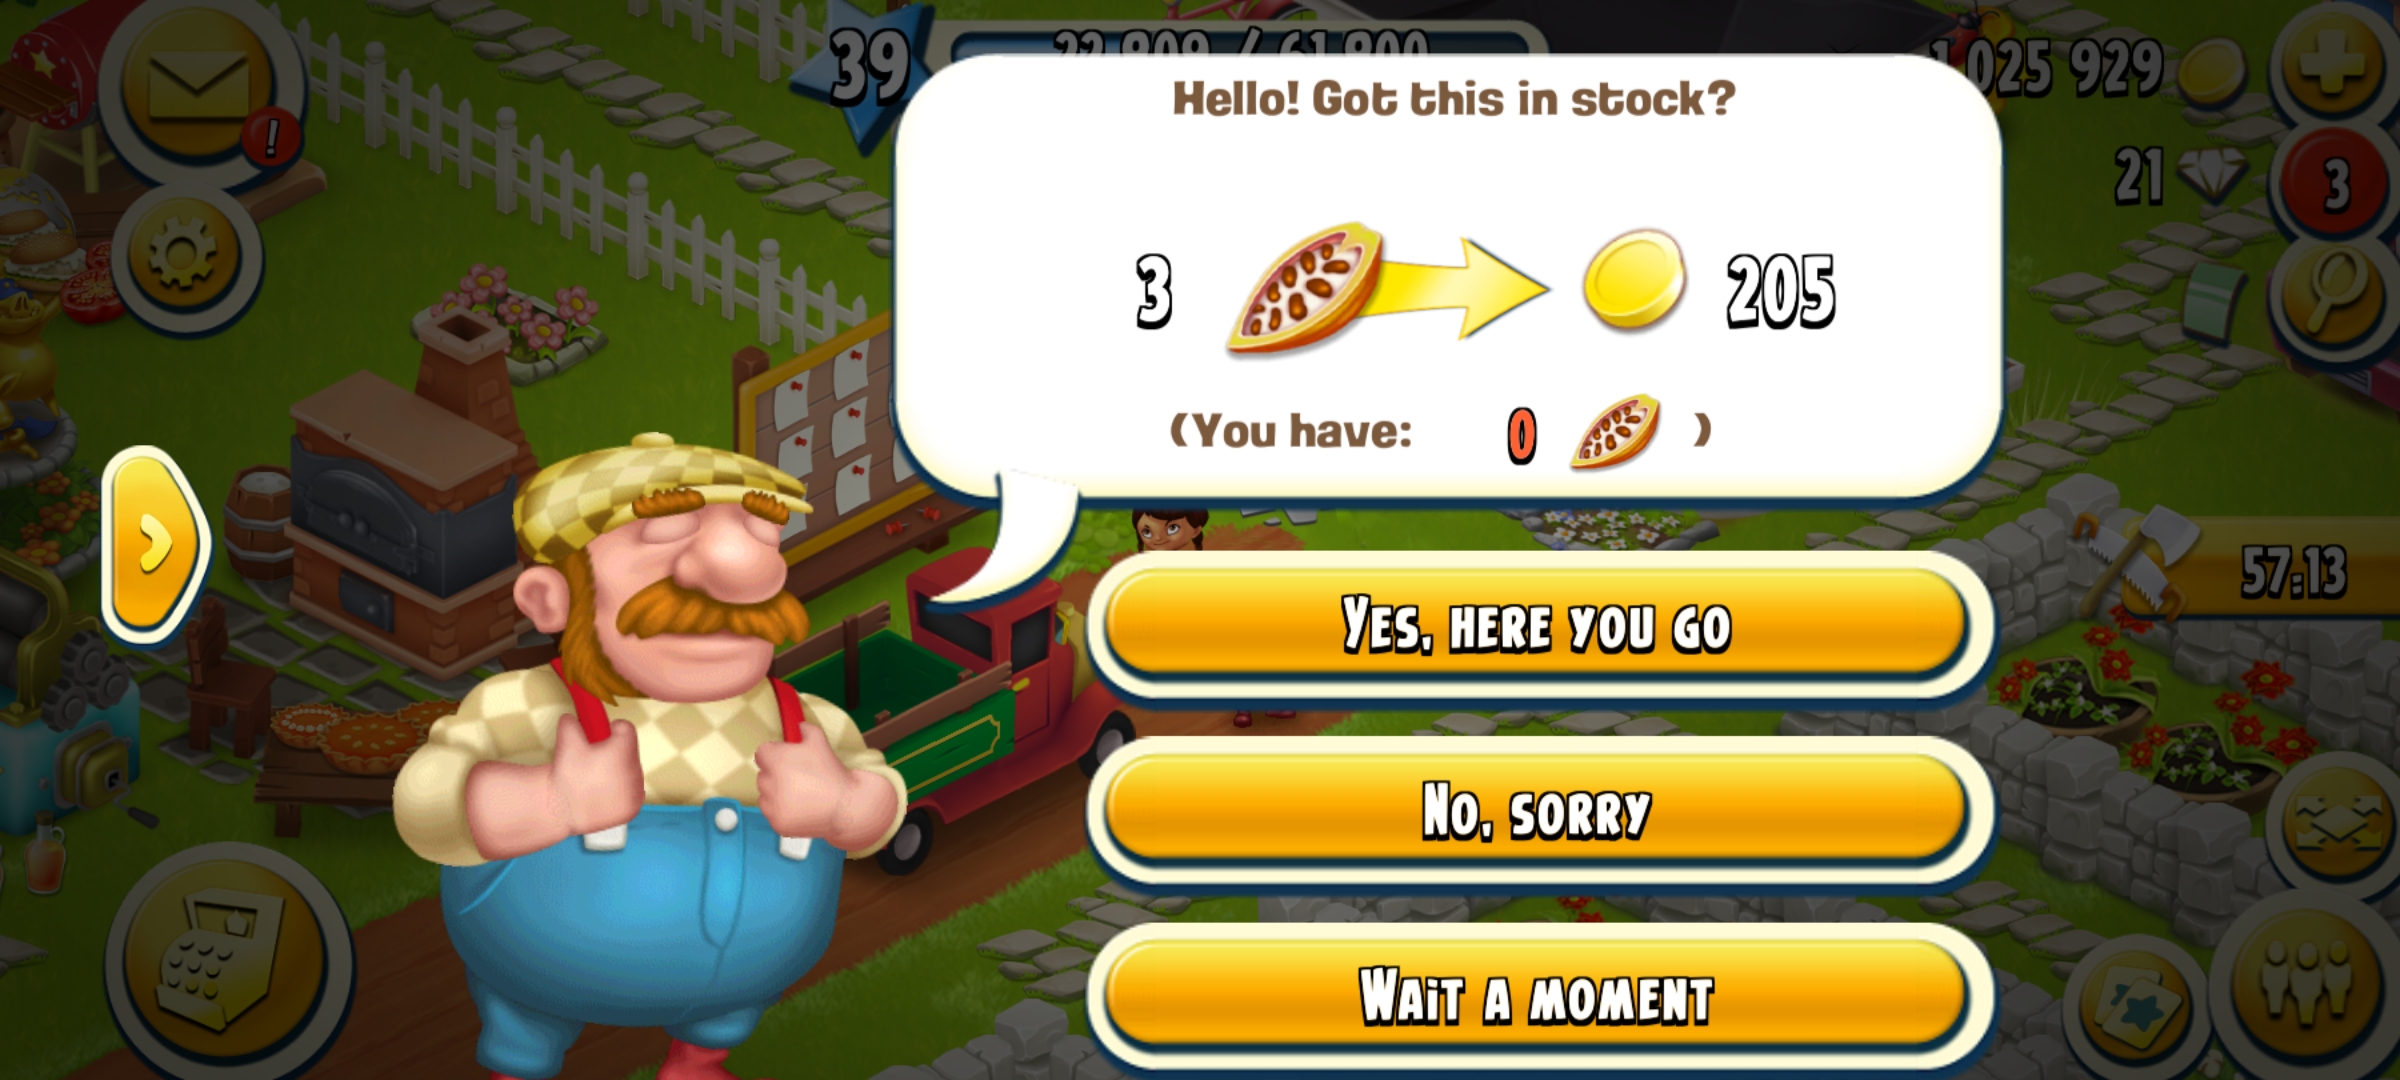 39
1 025 929
Hello! Got this in stock?
21
3
3 205
(You have: 0 )
57:13
Yes, here you go
No, sorry
Wait a moment